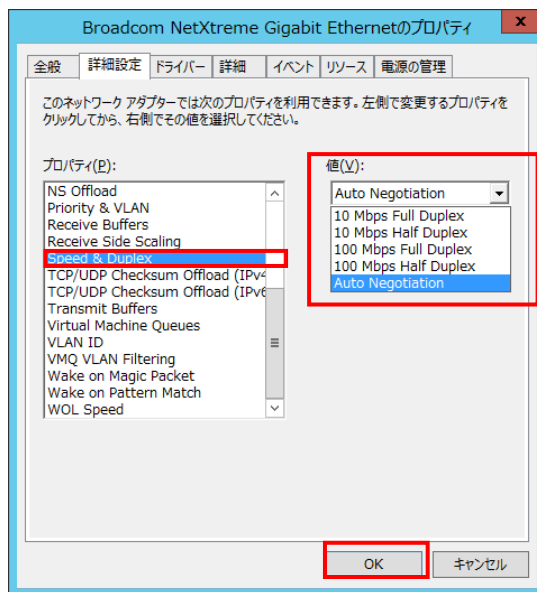 Broadcom NetXtreme Gigabit Ethernetのプロパティ
x
全般 詳細設定 ドライバー 詳細 イベント リソース 電源の管理
このネットワーク アダプターでは次のプロパティを利用できます。左側で変更するプロパティを
クリックしてから、右側でその値を選択してください。
プロパティ(P):
NS Offload
Priority & VLAN
Receive Buffers
Receive Side Scaling
Speed & Duplex
TCP/UDP Checksum Offload (IPv4
TCP/UDP Checksum Offload (IPv6
Transmit Buffers
Virtual Machine Queues
VLAN ID
VMQ VLAN Filtering
Wake on Magic Packet
Wake on Pattern Match
WOL Speed
値(V):
Auto Negotiation
10 Mbps Full Duplex
10 Mbps Half Duplex
100 Mbps Full Duplex
100 Mbps Half Duplex
Auto Negotiation
OK キャンセル